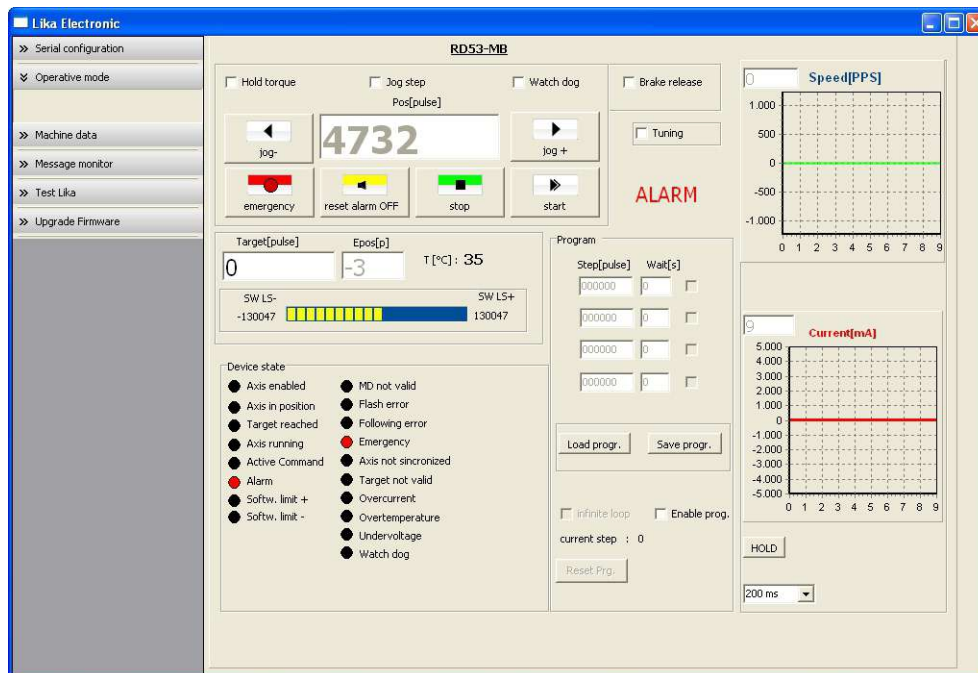 Lika Electronic
Serial configuration
Operative mode
Machine data
Message monitor
Test Lika
Upgrade Firmware
RD53-MB
Hold torque
Jog step
Watch dog
Brake release
Pos[pulse]
jog-
4732
jog +
Tuning
emergency
reset alarm OFF
stop
start
ALARM
Target[pulse]
Epos[p]
0
-3
T [°C] : 35
SW LS-
SW LS+
-130047
130047
Device state
Axis enabled
Axis in position
Target reached
Axis running
Active Command
Alarm
Softw. limit +
Softw. limit -
MD not valid
Flash error
Following error
Emergency
Axis not sincronized
Target not valid
Overcurrent
Overtemperature
Undervoltage
Watch dog
Program
Step[pulse] Wait[s]
000000 0
000000 0
000000 0
000000 0
Load progr.
Save progr.
infinite loop
Enable prog.
current step : 0
Reset Prg.
0
Speed[PPS]
1.000
500
0
-500
-1.000
0 1 2 3 4 5 6 7 8 9
9
Current[mA]
5.000
4.000
3.000
2.000
1.000
0
-1.000
-2.000
-3.000
-4.000
-5.000
0 1 2 3 4 5 6 7 8 9
HOLD
200 ms